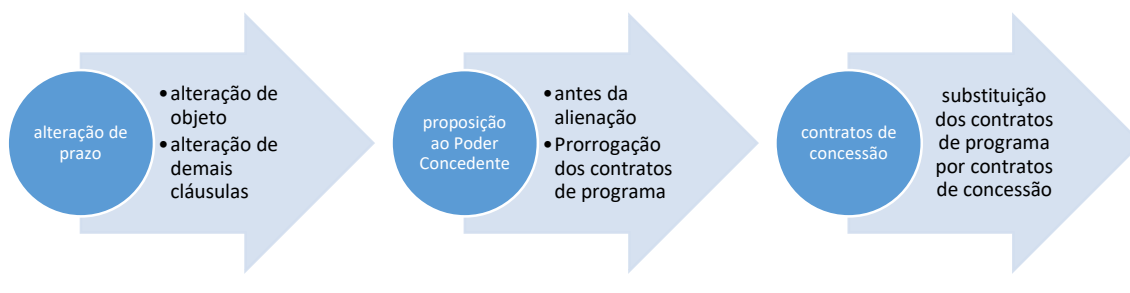 alteração de
prazo
•alteração de
objeto
•alteração de
demais
cláusulas
proposição
ao Poder
Concedente
•antes da
alienação
•Prorrogação
dos contratos
de programa
contratos de
concessão
substituição
dos contratos
de programa
por contratos
de concessão